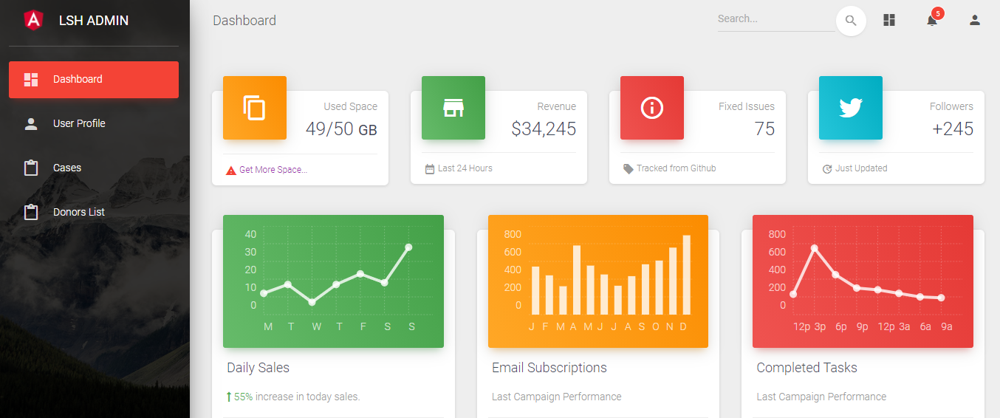 A
LSH ADMIN
Dashboard
Search...
5
Dashboard
User Profile
Cases
Donors List
Used Space
49/50 GB
Get More Space...
Revenue
$34,245
Last 24 Hours
Fixed Issues
75
Tracked from Github
Followers
+245
Just Updated
40
30
20
10
0
M T W T F S S
Daily Sales
55% increase in today sales.
800
600
400
200
0
J F M A M J J A S O N D
Email Subscriptions
Last Campaign Performance
800
600
400
200
0
12p 3p 6p 9p 12p 3a 6a 9a
Completed Tasks
Last Campaign Performance